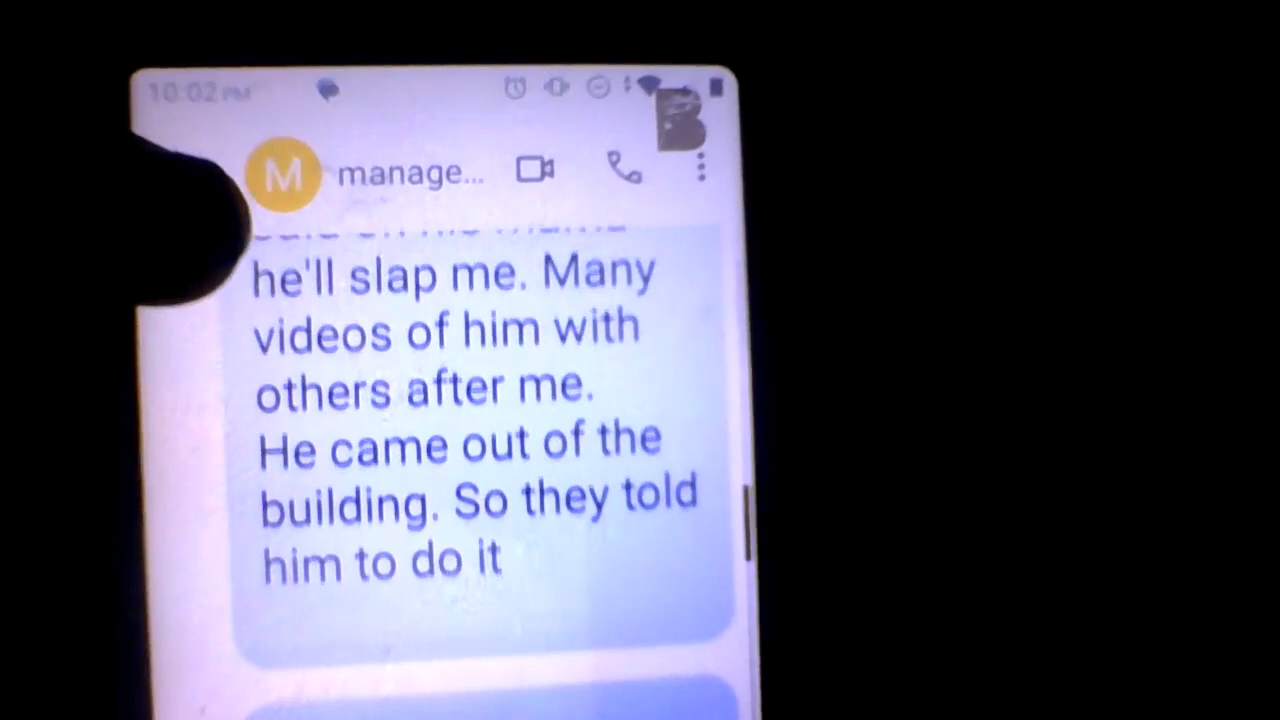 10:02 PM
M manage...
he'll slap me. Many
videos of him with
others after me.
He came out of the
building. So they told
him to do it